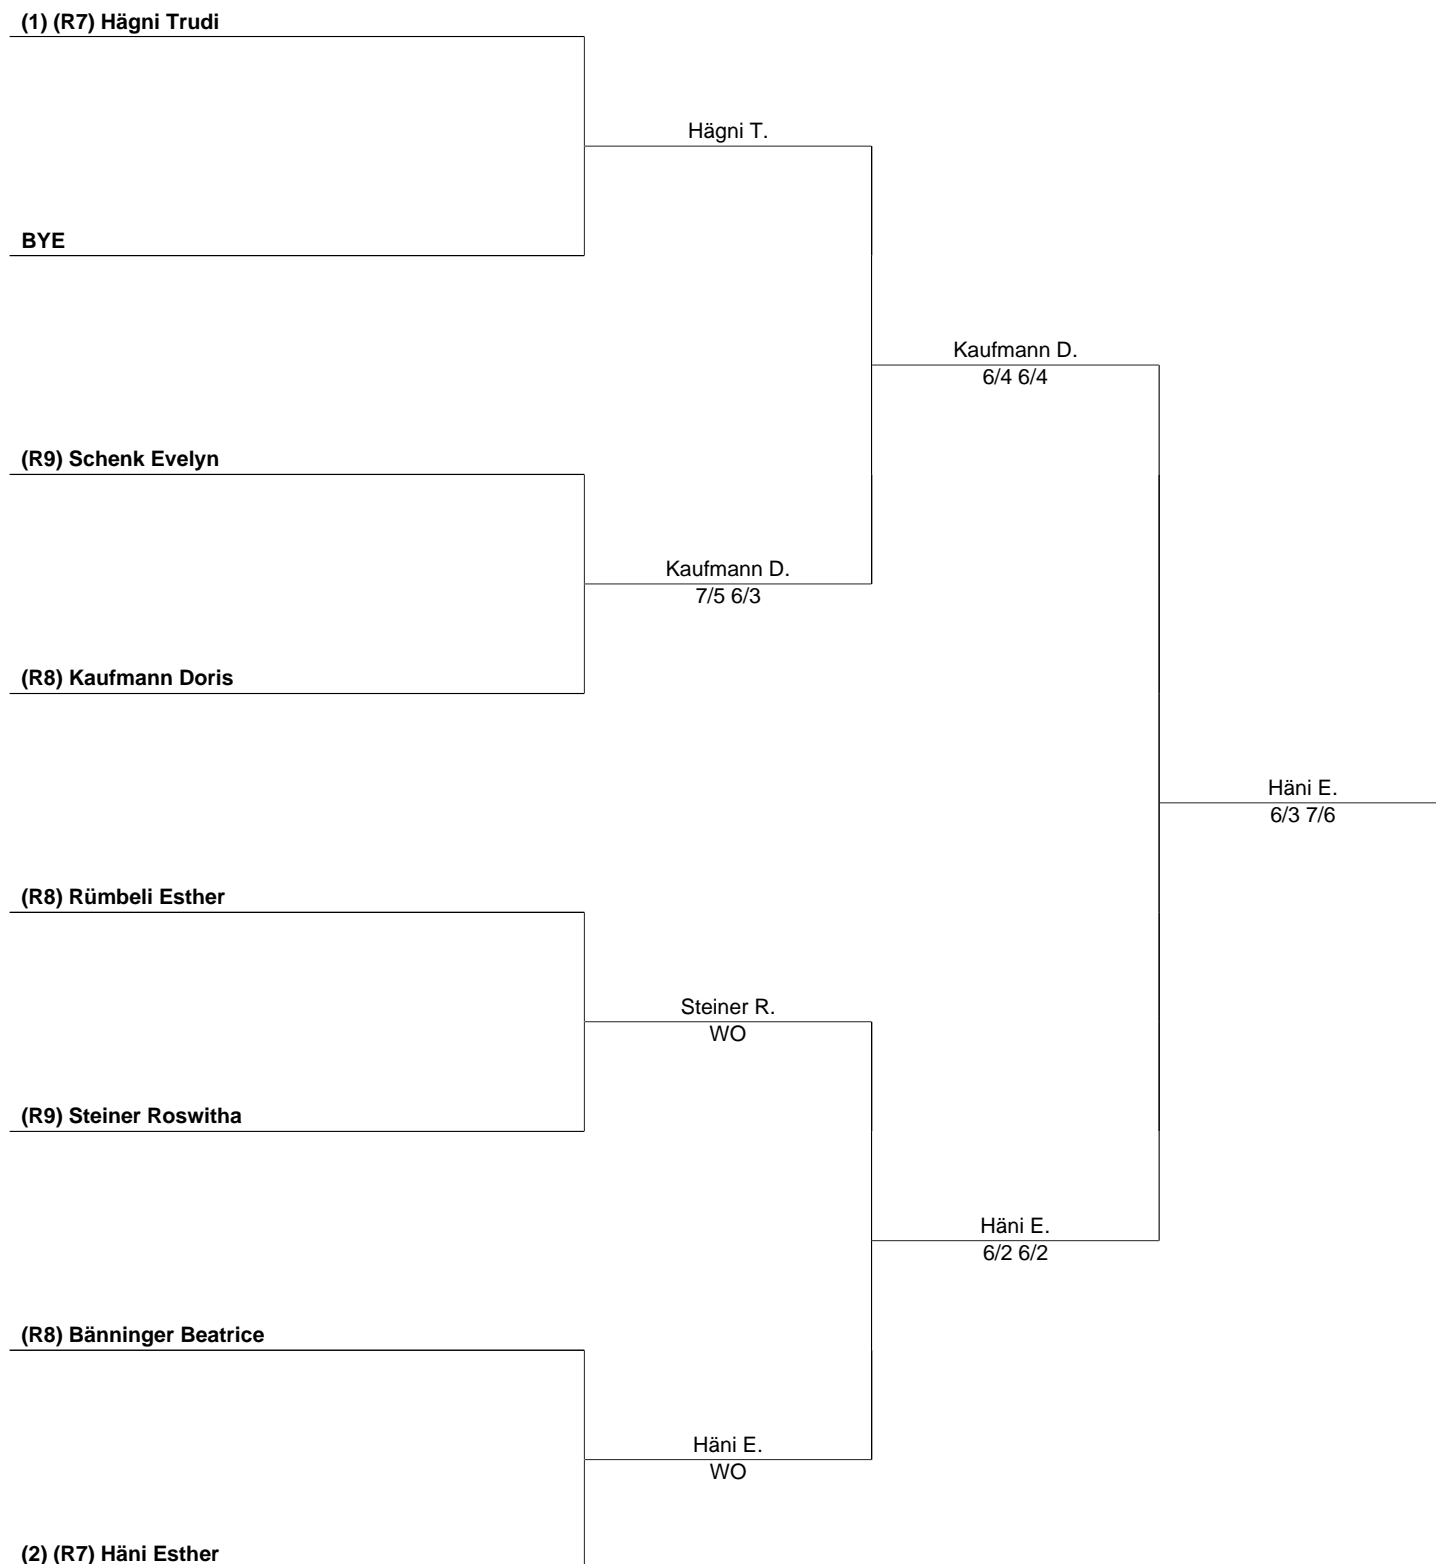 (1) (R7) Hägni Trudi
Hägni T.
BYE
Kaufmann D.
6/4 6/4
(R9) Schenk Evelyn
Kaufmann D.
7/5 6/3
(R8) Kaufmann Doris
Häni E.
6/3 7/6
(R8) Rümbeli Esther
Steiner R.
WO
(R9) Steiner Roswitha
Häni E.
6/2 6/2
(R8) Bänninger Beatrice
Häni E.
WO
(2) (R7) Häni Esther